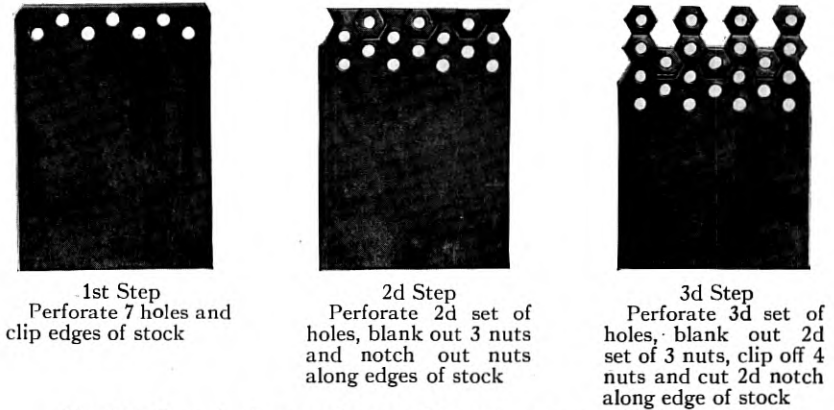 1st Step
Perforate 7 holes and
clip edges of stock
2d Step
Perforate 2d set of
holes, blank out 3 nuts
and notch out nuts
along edges of stock
3d Step
Perforate 3d set of
holes, blank out 2d
set of 3 nuts, clip off 4
nuts and cut 2d notch
along edge of stock